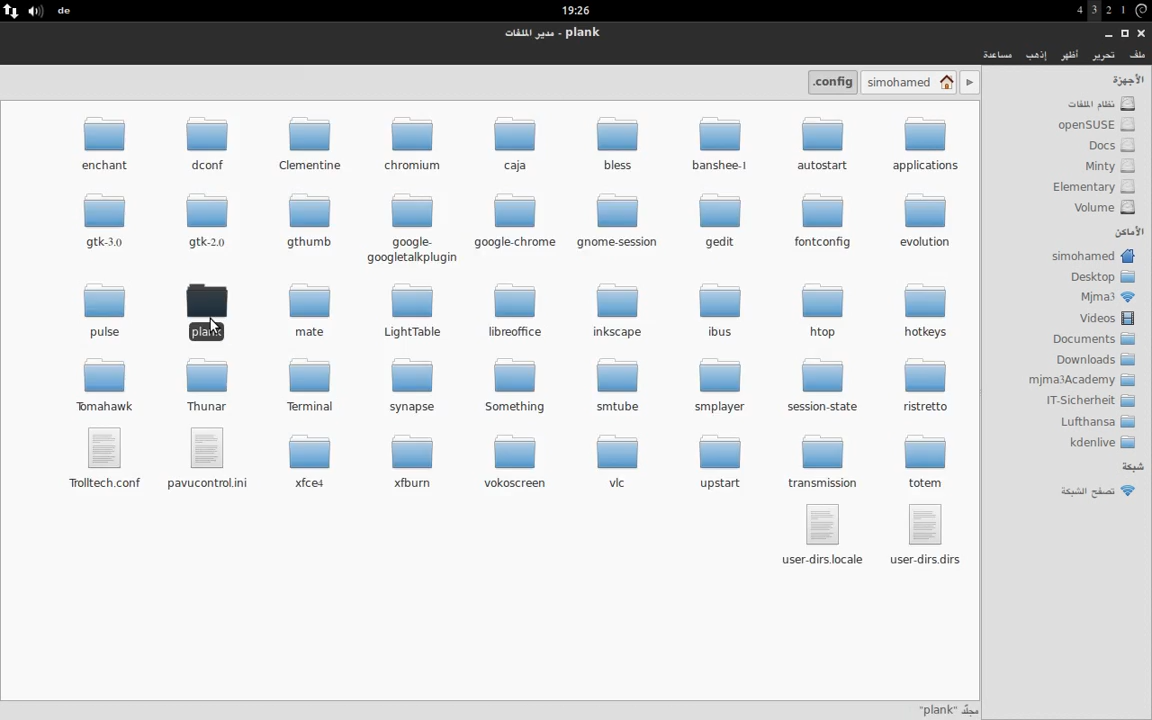 de
19:26
4 3 2 1
plank - مدير الملفات
ملف تحرير أظهر إذهب مساعدة
simohamed .config
الأجهزة
نظام الملفات
openSUSE
Docs
Minty
Elementary
Volume
الأماكن
simohamed
Desktop
Mjma3
Videos
Documents
Downloads
mjma3Academy
IT-Sicherheit
Lufthansa
kdenlive
شبكة
تصفح الشبكة
enchant dconf Clementine chromium caja bless banshee-1 autostart applications
gtk-3.0 gtk-2.0 gthumb google-googletalkplugin google-chrome gnome-session gedit fontconfig evolution
pulse plank mate LightTable libreoffice inkscape ibus htop hotkeys
Tomahawk Thunar Terminal synapse Something smtube smplayer session-state ristretto
Trolltech.conf pavucontrol.ini xfce4 xfburn vokoscreen vlc upstart transmission totem
user-dirs.locale user-dirs.dirs
مجلّد "plank"